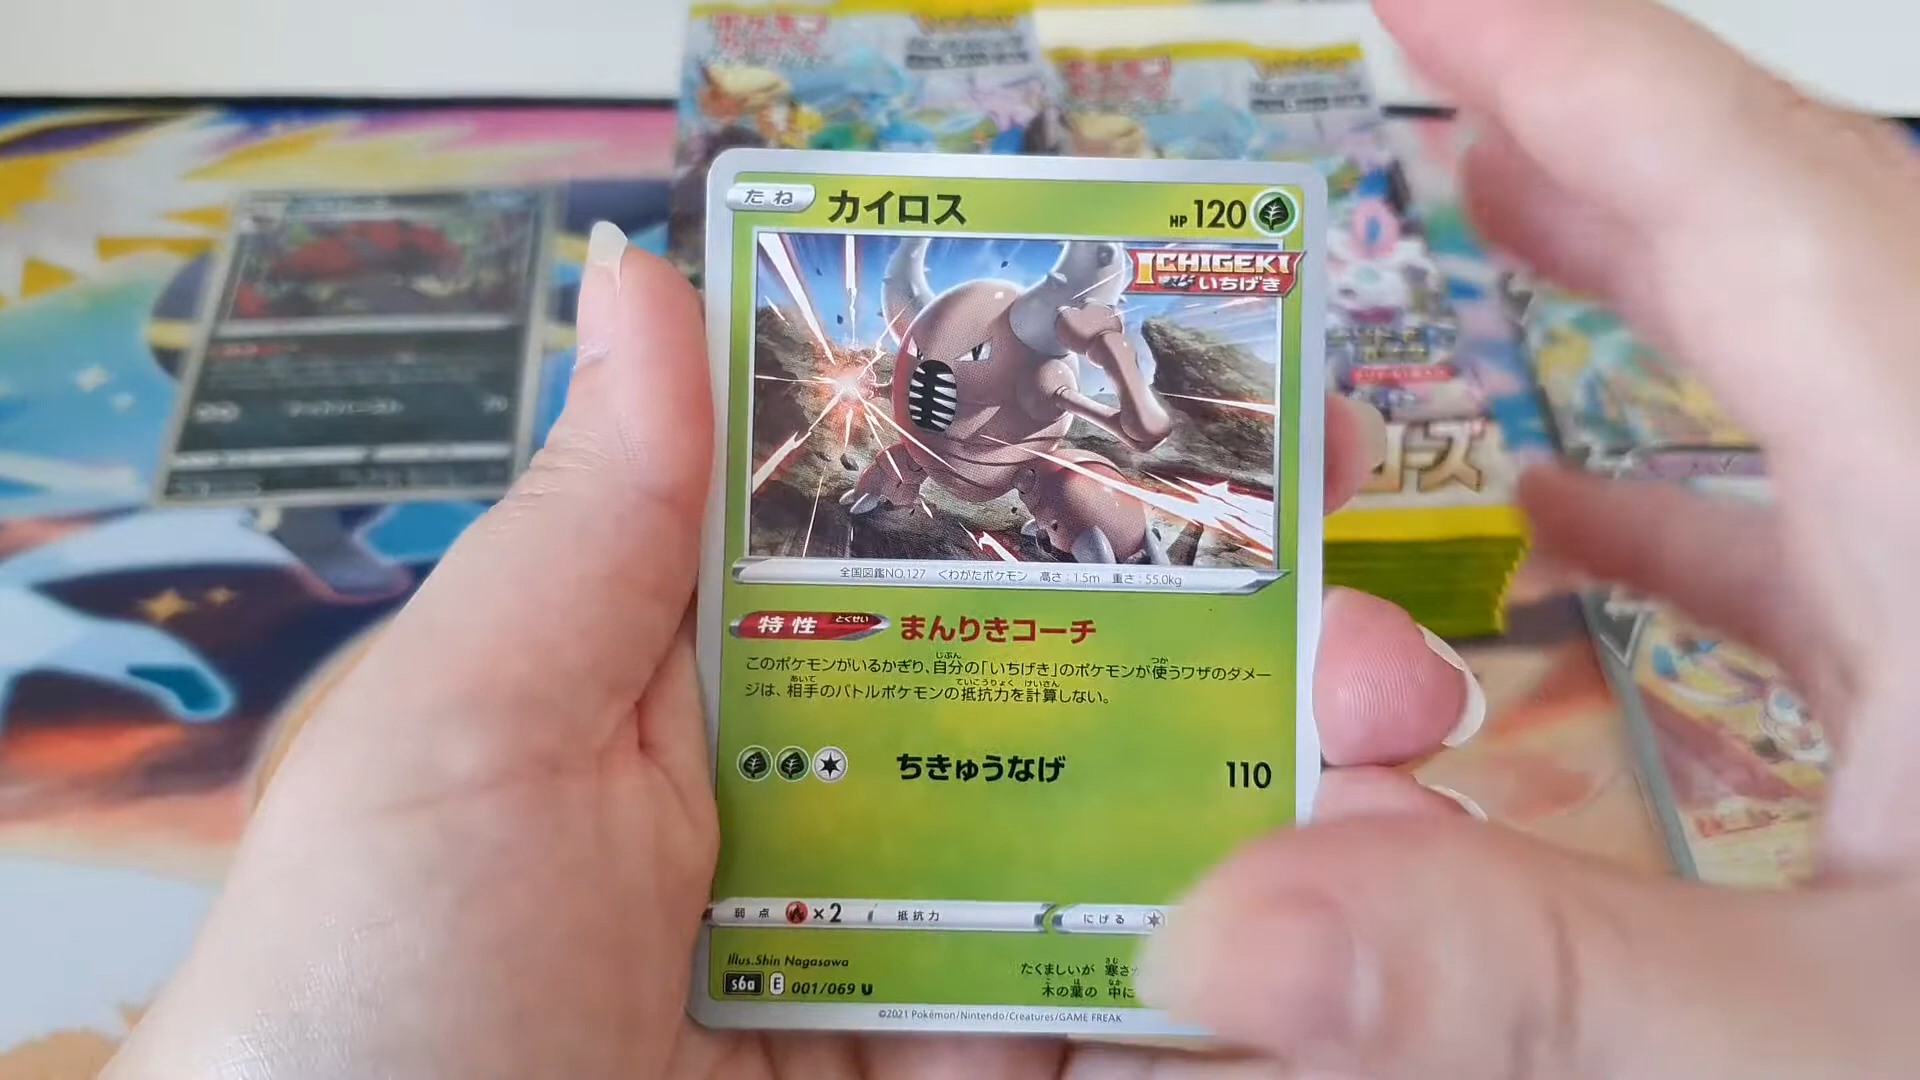 たね カイロス HP 120
ICHIGEKI
いちげき
全国図鑑NO.127 くわがたポケモン 高さ:1.5m 重さ:55.0kg
特性 とくせい まんりきコーチ
このポケモンがいるかぎり、自分の「いちげき」のポケモンが使うワザのダメー
ジは、相手のバトルポケモンの抵抗力を計算しない。
ちきゅうなげ 110
弱点 ×2 抵抗力 にげる
Illus.Shin Nagasawa
たくましいが 寒さ
s6a E 001/069 U
木の葉の 中に
©2021 Pokémon/Nintendo/Creatures/GAME FREAK
ーズ